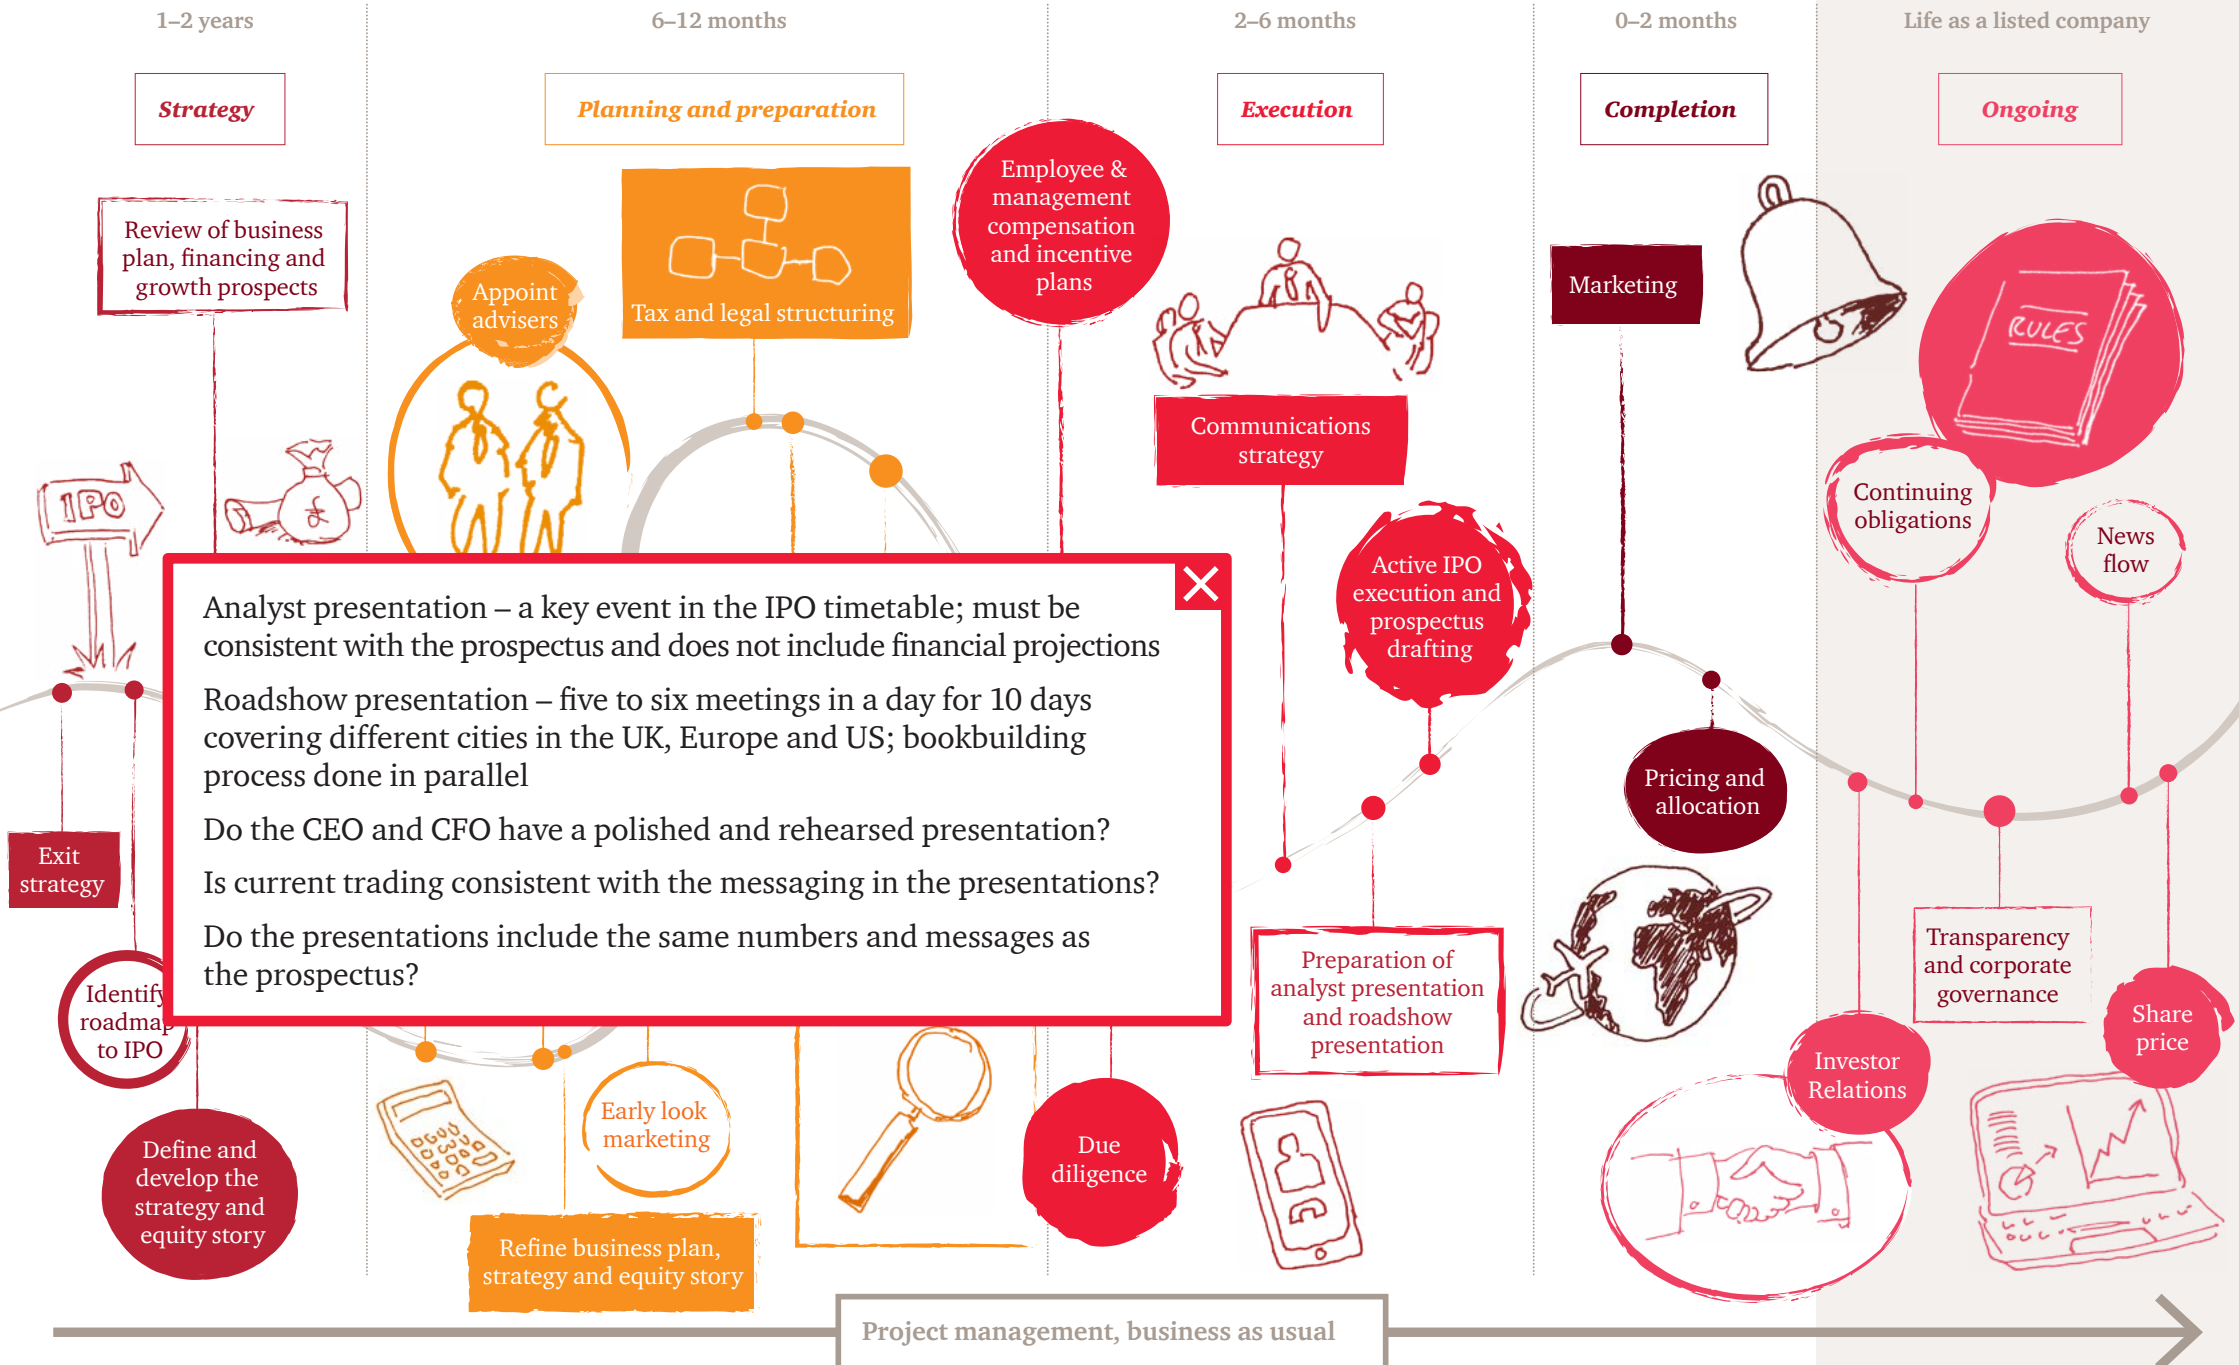 1–2 years
6–12 months
2–6 months
0–2 months
Life as a listed company
Strategy
Planning and preparation
Execution
Completion
Ongoing
Review of business
plan, financing and
growth prospects
IPO
£
Appoint
advisers
Tax and legal structuring
Employee &
management
compensation
and incentive
plans
Communications
strategy
Active IPO
execution and
prospectus
drafting
Marketing
Pricing and
allocation
RULES
Continuing
obligations
News
flow
Analyst presentation – a key event in the IPO timetable; must be
consistent with the prospectus and does not include financial projections
Roadshow presentation – five to six meetings in a day for 10 days
covering different cities in the UK, Europe and US; bookbuilding
process done in parallel
Do the CEO and CFO have a polished and rehearsed presentation?
Is current trading consistent with the messaging in the presentations?
Do the presentations include the same numbers and messages as
the prospectus?
Exit
strategy
Identify
roadmap
to IPO
Define and
develop the
strategy and
equity story
Early look
marketing
Refine business plan,
strategy and equity story
Due
diligence
Preparation of
analyst presentation
and roadshow
presentation
Investor
Relations
Transparency
and corporate
governance
Share
price
Project management, business as usual